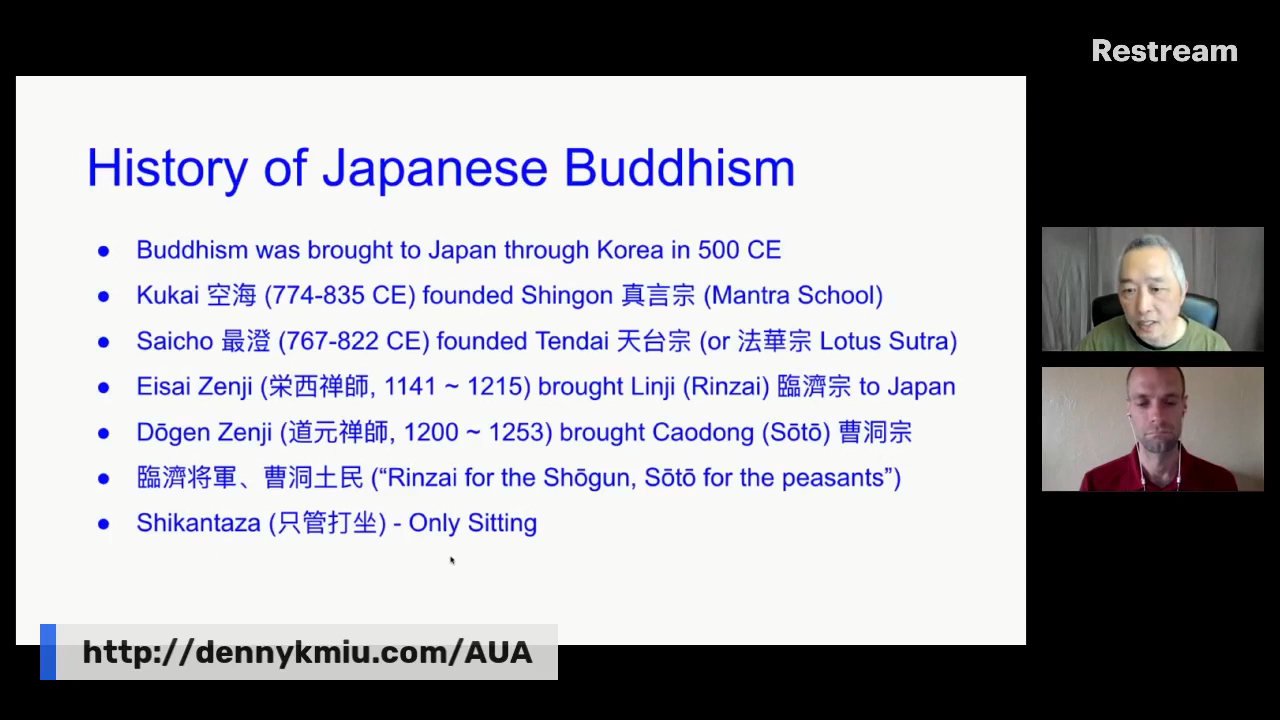 Restream
History of Japanese Buddhism
● Buddhism was brought to Japan through Korea in 500 CE
● Kukai 空海 (774-835 CE) founded Shingon 真言宗 (Mantra School)
● Saicho 最澄 (767-822 CE) founded Tendai 天台宗 (or 法華宗 Lotus Sutra)
● Eisai Zenji (栄西禅師, 1141 ~ 1215) brought Linji (Rinzai) 臨濟宗 to Japan
● Dōgen Zenji (道元禅師, 1200 ~ 1253) brought Caodong (Sōtō) 曹洞宗
● 臨濟将軍、曹洞土民 (“Rinzai for the Shōgun, Sōtō for the peasants”)
● Shikantaza (只管打坐) - Only Sitting
http://dennykmiu.com/AUA